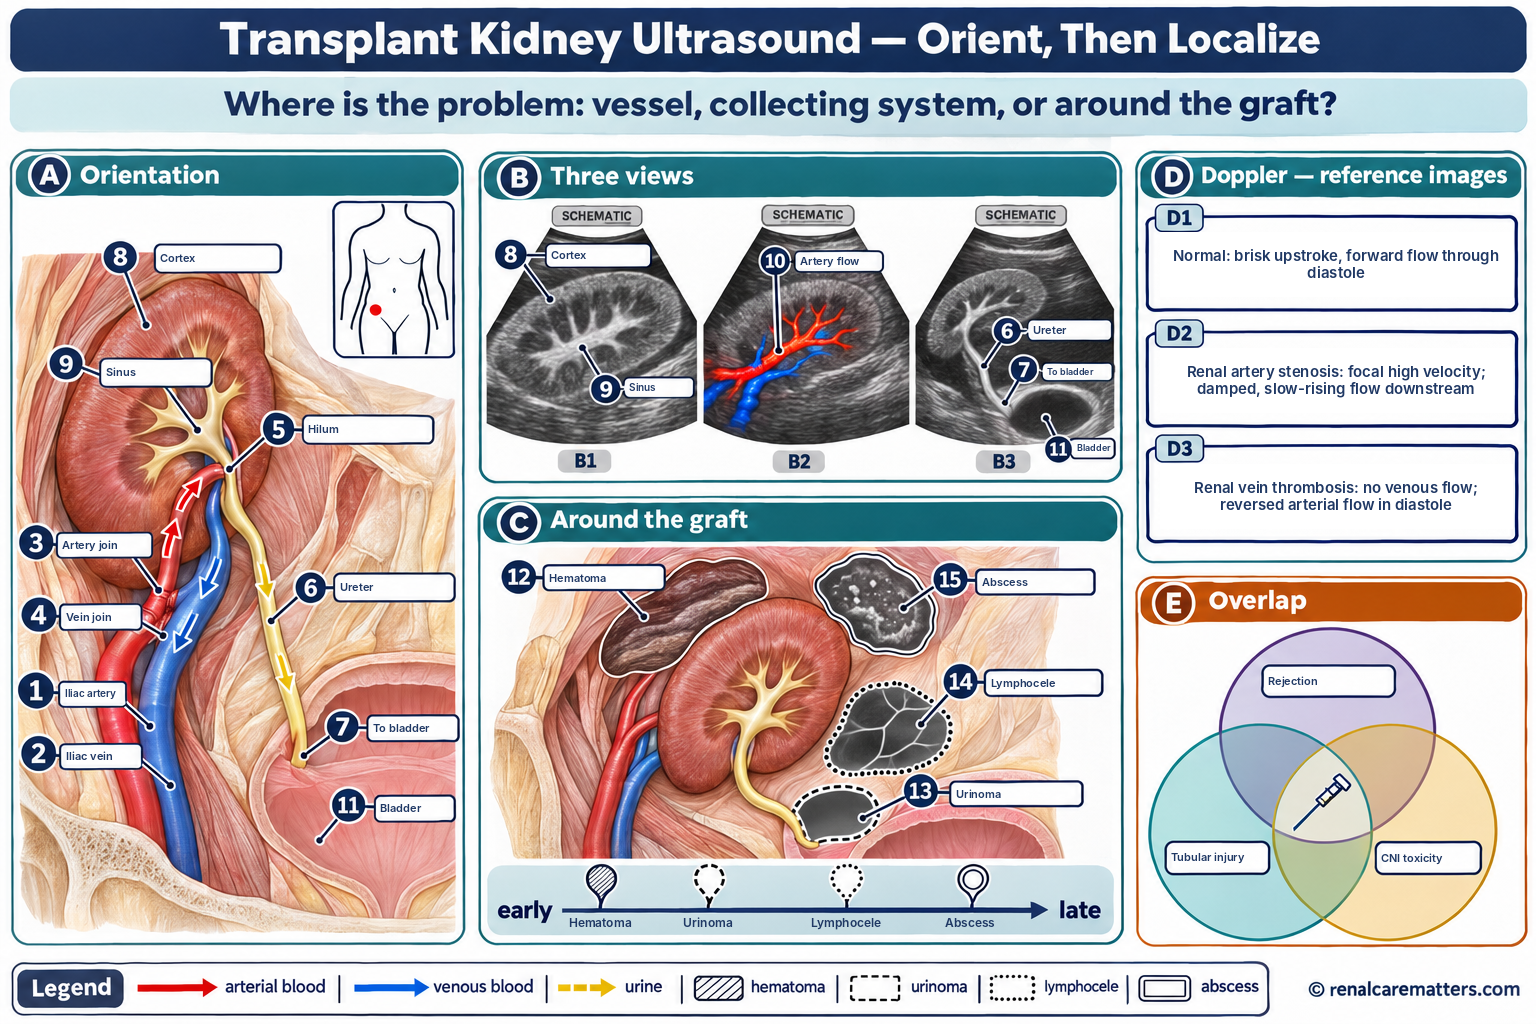 Transplant Kidney Ultrasound — Orient, Then Localize
Where is the problem: vessel, collecting system, or around the graft?
A Orientation
8 Cortex
9 Sinus
5 Hilum
3 Artery join
6 Ureter
4 Vein join
1 Iliac artery
7 To bladder
2 Iliac vein
11 Bladder
B Three views
SCHEMATIC
8 Cortex
9 Sinus
B1
SCHEMATIC
10 Artery flow
B2
SCHEMATIC
6 Ureter
7 To bladder
11 Bladder
B3
C Around the graft
12 Hematoma
15 Abscess
14 Lymphocele
13 Urinoma
early
Hematoma
Urinoma
Lymphocele
Abscess
late
D Doppler — reference images
D1
Normal: brisk upstroke, forward flow through
diastole
D2
Renal artery stenosis: focal high velocity;
damped, slow-rising flow downstream
D3
Renal vein thrombosis: no venous flow;
reversed arterial flow in diastole
E Overlap
Rejection
Tubular injury
CNI toxicity
Legend
arterial blood
venous blood
urine
hematoma
urinoma
lymphocele
abscess
© renalcarematters.com